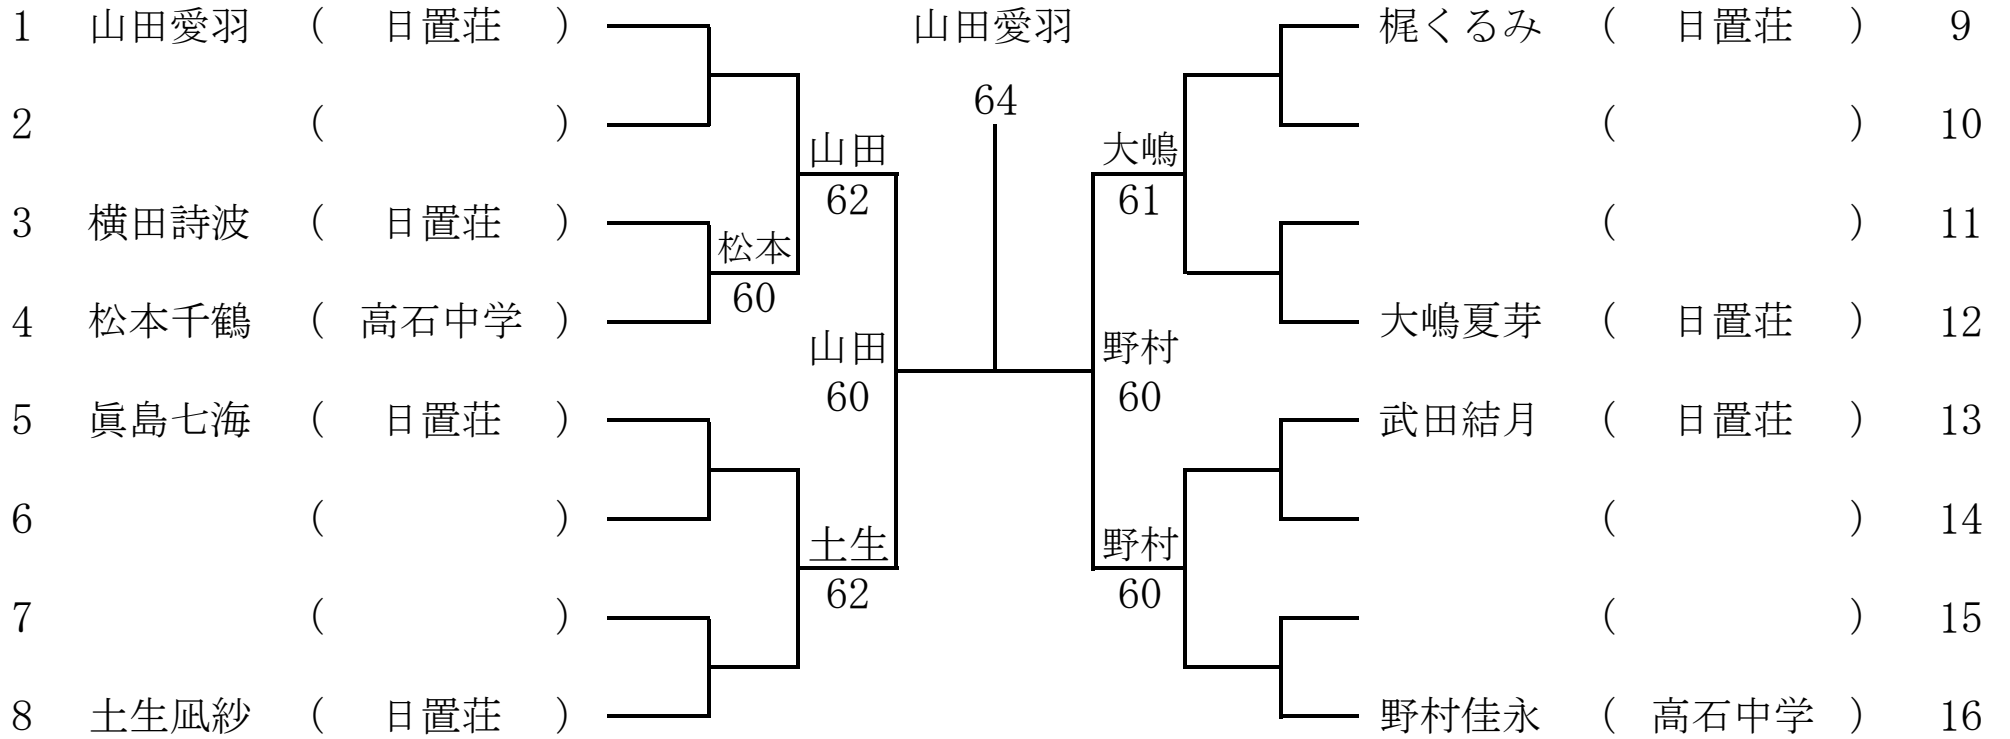 1 山田愛羽 ( 日置荘 ) 山田愛羽 梶くるみ ( 日置荘 ) 9
64
2 ( ) ( ) 10
山田 大嶋
62 61
3 横田詩波 ( 日置荘 ) ( ) 11
松本
60
4 松本千鶴 ( 高石中学 ) 大嶋夏芽 ( 日置荘 ) 12
山田 野村
60 60
5 眞島七海 ( 日置荘 ) 武田結月 ( 日置荘 ) 13
6 ( ) ( ) 14
土生 野村
62 60
7 ( ) ( ) 15
8 土生凪紗 ( 日置荘 ) 野村佳永 ( 高石中学 ) 16